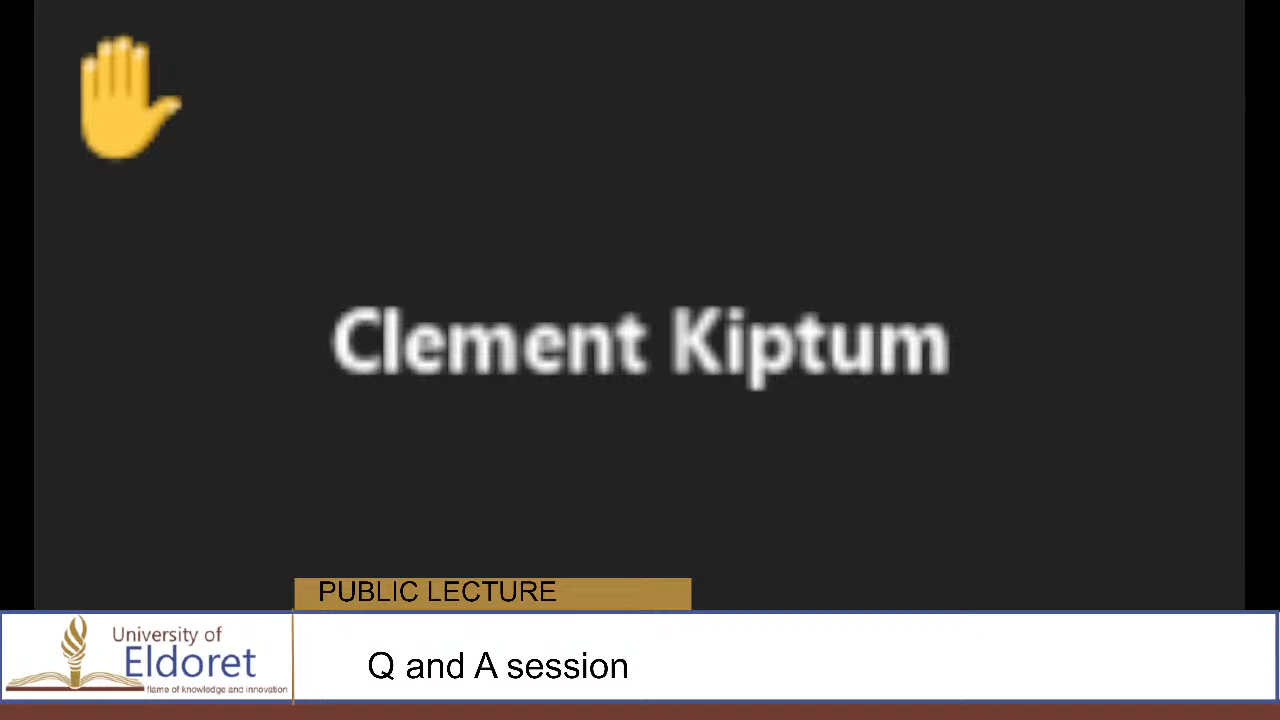 Clement Kiptum
PUBLIC LECTURE
University of
Eldoret
flame of knowledge and innovation
Q and A session